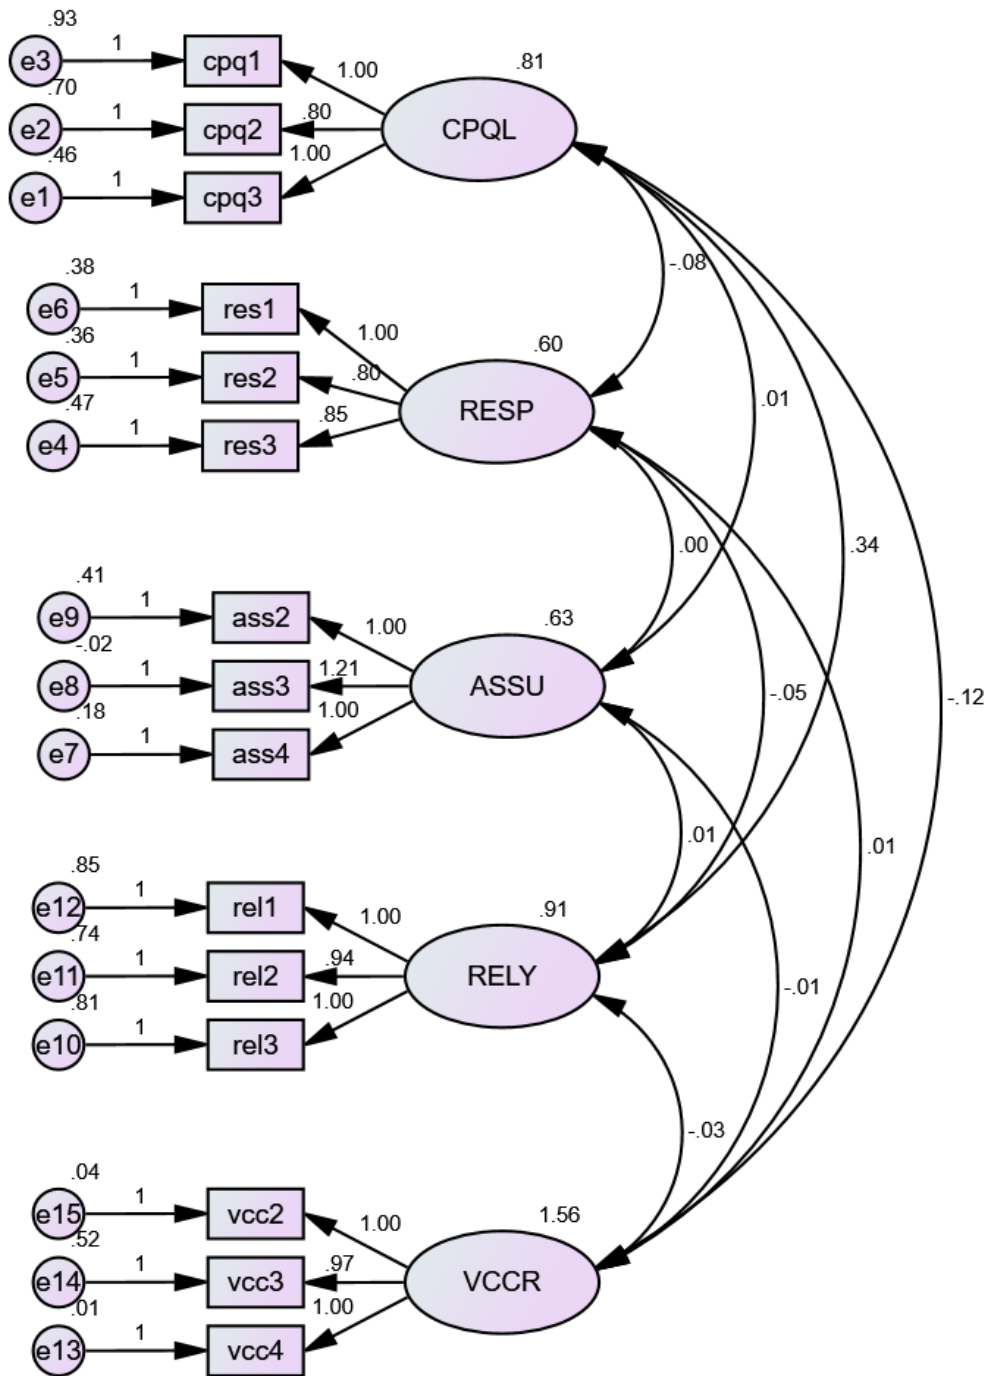 .93
e3 1 cpq1 1.00 .81
.70
e2 1 cpq2 .80 CPQL
.46
e1 1 cpq3 1.00
-.08
.38
e6 1 res1 1.00 .60
.36
e5 1 res2 .80 RESP
.47
e4 1 res3 .85
.01
.00
.34
.41
e9 1 ass2 1.00 .63
-.02
e8 1 ass3 1.21 ASSU
.18
e7 1 ass4 1.00
-.05
-.12
.01
.01
.85
e12 1 rel1 1.00 .91
.74
e11 1 rel2 .94 RELY
.81
e10 1 rel3 1.00
-.01
-.03
.04
e15 1 vcc2 1.00 1.56
.52
e14 1 vcc3 .97 VCCR
.01
e13 1 vcc4 1.00